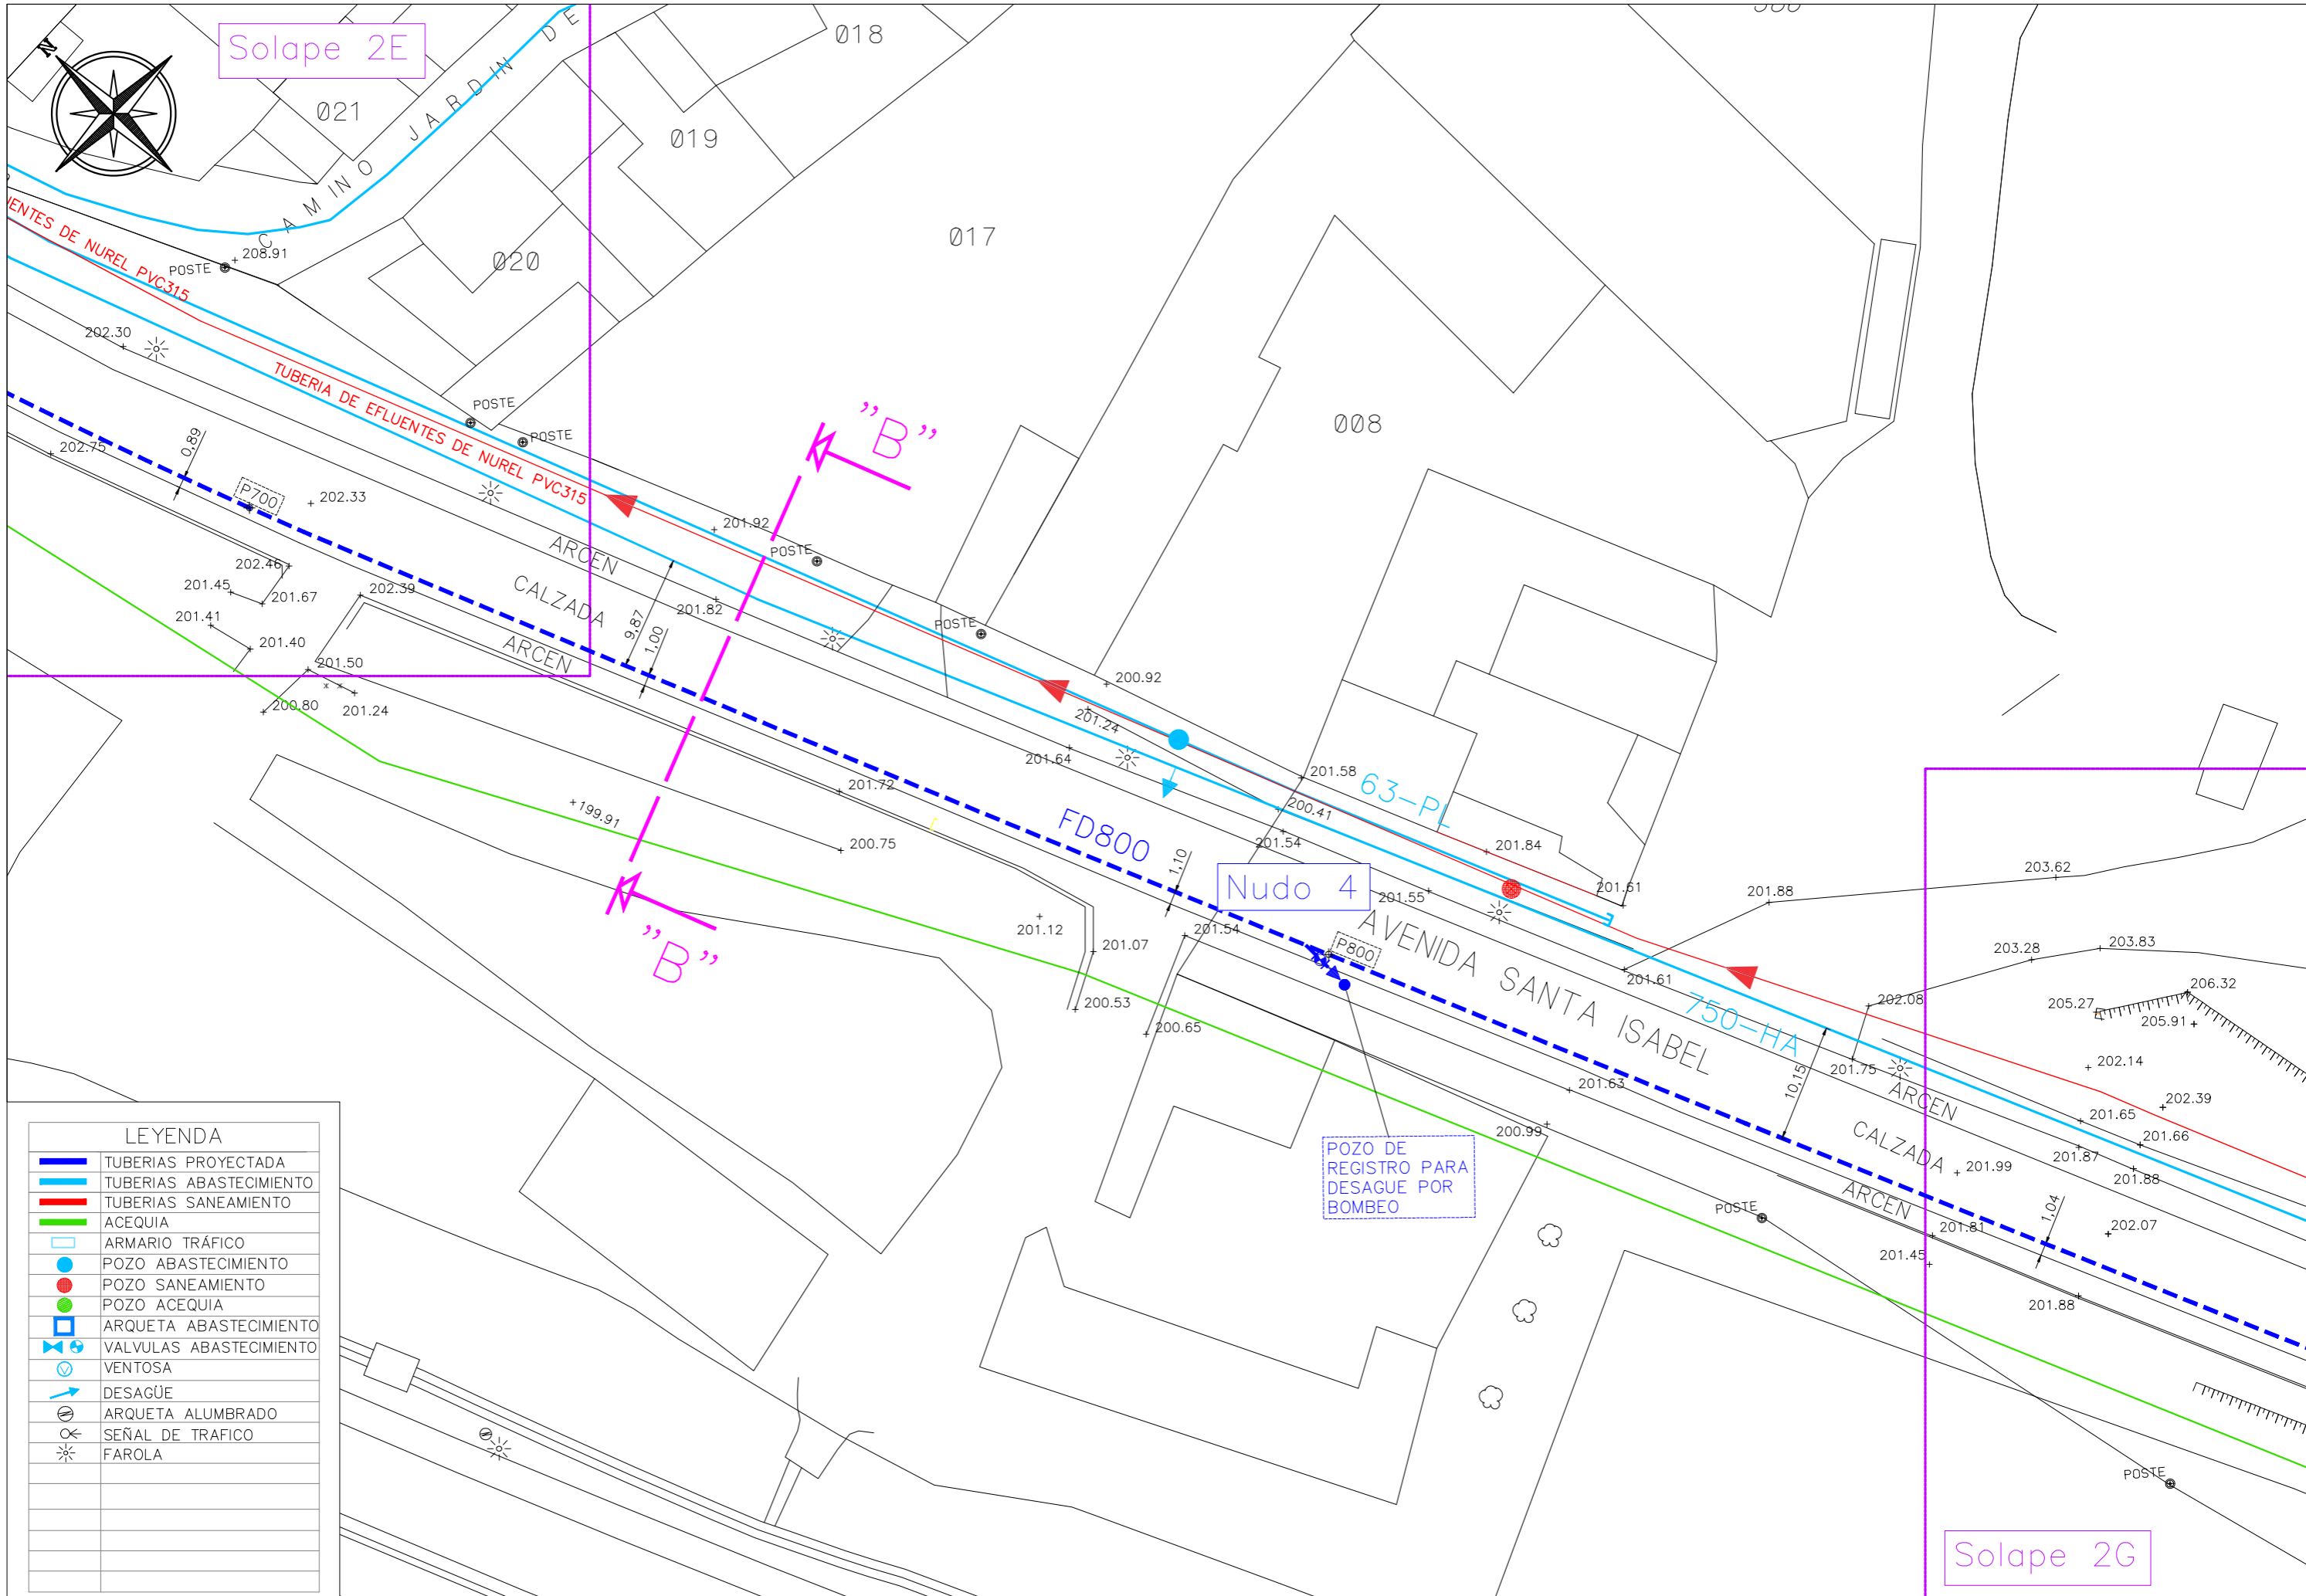 Solape 2E
N
021
018
019
020
017
008
CAMINO JARDIN DE
ENTES DE NUREL PVC315
POSTE
208.91
202.30
TUBERIA DE EFLUENTES DE NUREL PVC315
POSTE
POSTE
"B"
202.75
0,89
P700
202.33
201.92
ARCEN
POSTE
202.46
201.45
201.67
202.39
CALZADA
201.82
9,87
1,00
201.41
201.40
ARCEN
POSTE
201.50
201.24
200.80
200.92
201.24
201.64
201.58
63-PL
201.72
199.91
200.75
FD800
200.41
201.54
201.84
1,10
Nudo 4
201.55
201.61
201.88
203.62
"B"
201.12
201.07
201.54
P800
AVENIDA SANTA ISABEL
201.61
203.28
203.83
200.53
200.65
750-HA
202.08
205.27
206.32
205.91
202.14
201.63
10,15
201.75
ARCEN
202.39
201.65
201.66
200.99
POZO DE
REGISTRO PARA
DESAGUE POR
BOMBEO
CALZADA
201.99
201.87
201.88
ARCEN
POSTE
1,04
201.81
202.07
201.45
201.88
POSTE
Solape 2G
LEYENDA
TUBERIAS PROYECTADA
TUBERIAS ABASTECIMIENTO
TUBERIAS SANEAMIENTO
ACEQUIA
ARMARIO TRÁFICO
POZO ABASTECIMIENTO
POZO SANEAMIENTO
POZO ACEQUIA
ARQUETA ABASTECIMIENTO
VALVULAS ABASTECIMIENTO
VENTOSA
DESAGÜE
ARQUETA ALUMBRADO
SEÑAL DE TRAFICO
FAROLA